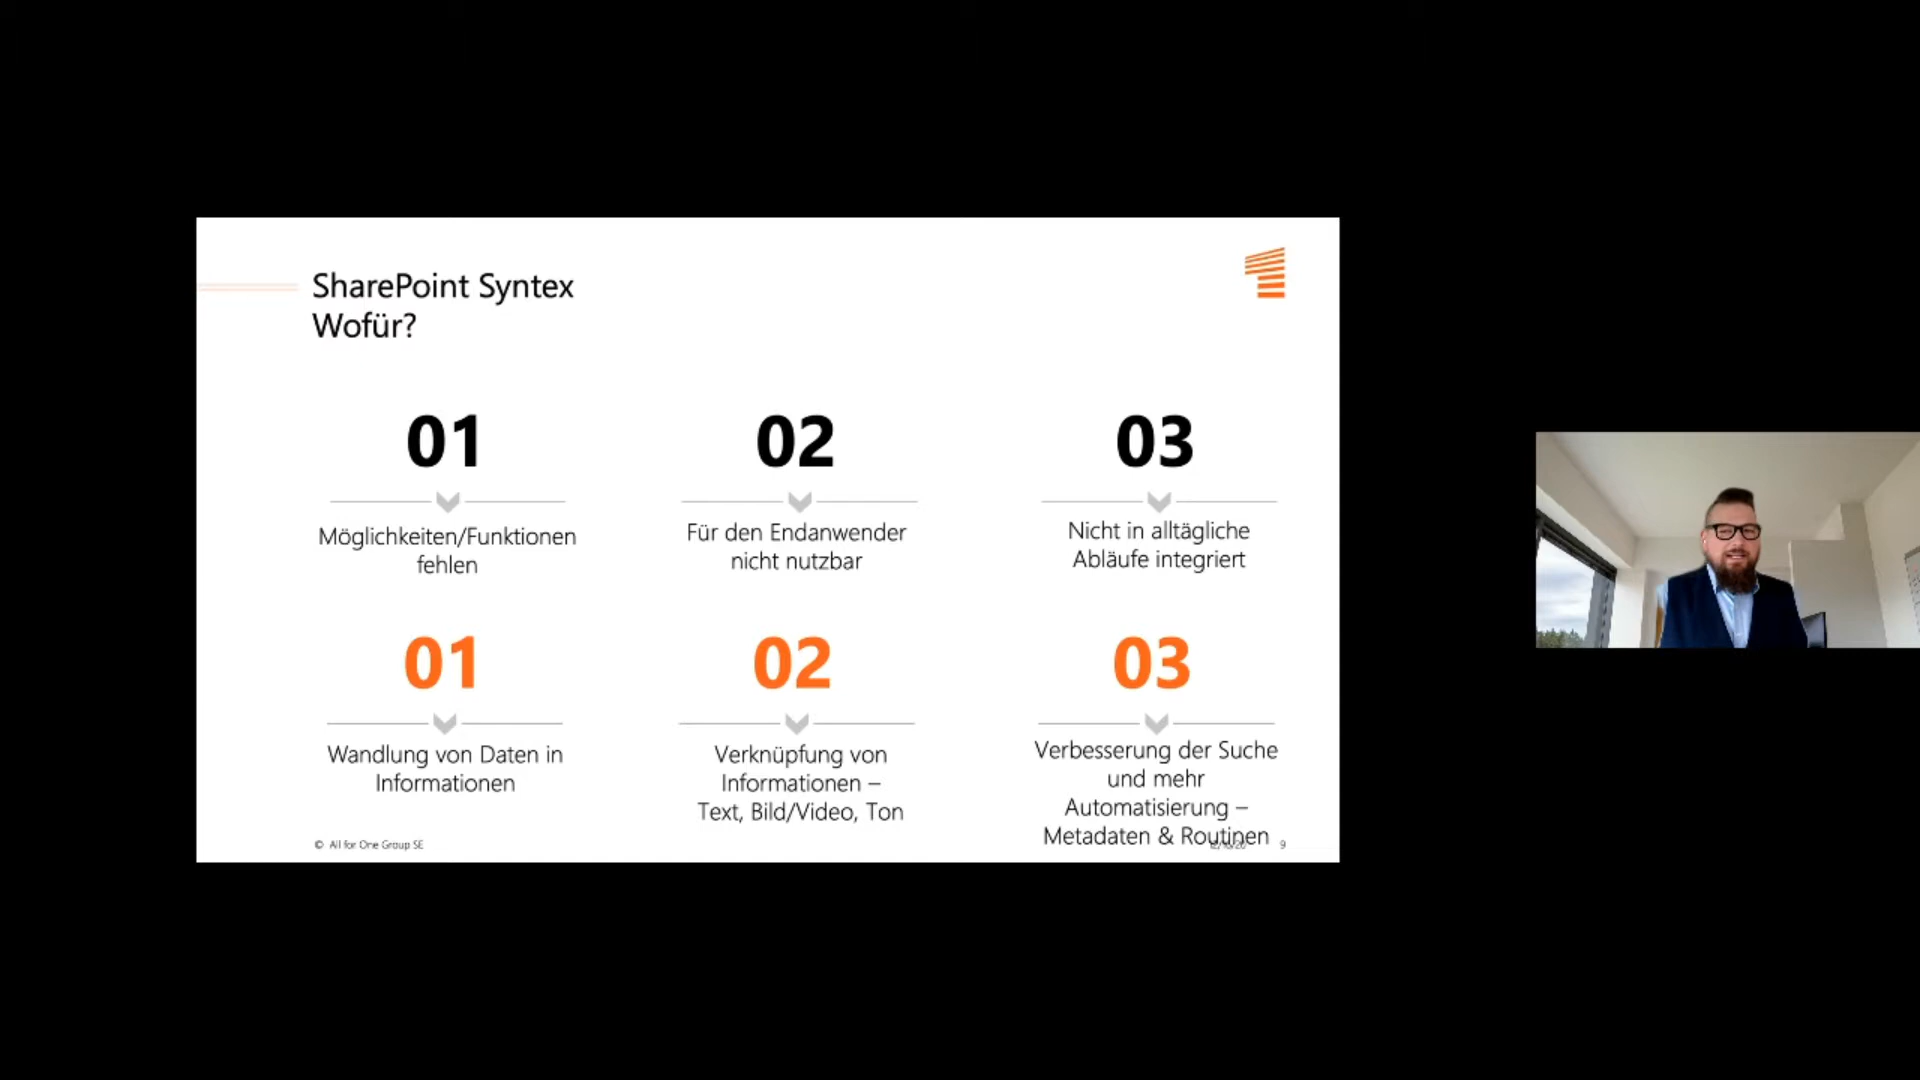 SharePoint Syntex
Wofür?
01
02
03
Möglichkeiten/Funktionen
fehlen
Für den Endanwender
nicht nutzbar
Nicht in alltägliche
Abläufe integriert
01
02
03
Wandlung von Daten in
Informationen
Verknüpfung von
Informationen –
Text, Bild/Video, Ton
Verbesserung der Suche
und mehr
Automatisierung –
Metadaten & Routinen
© All for One Group SE
9